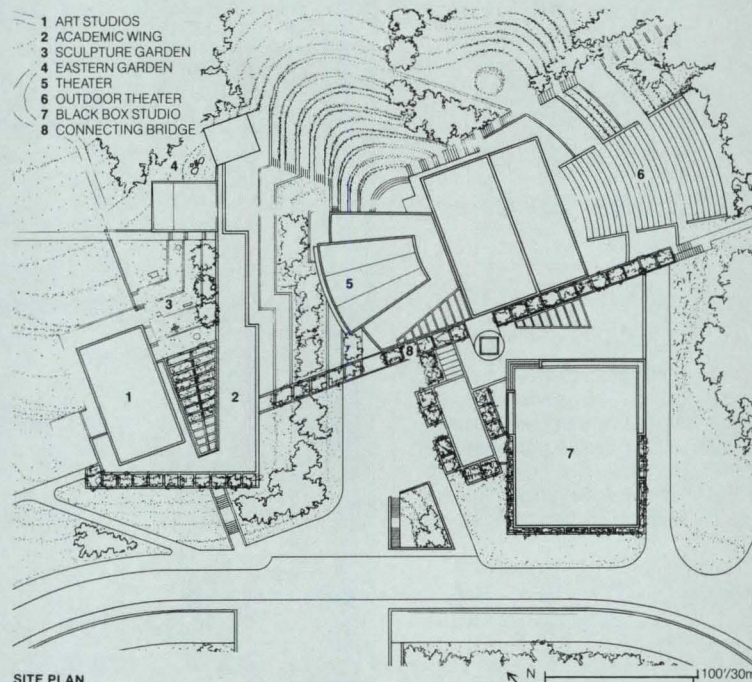 1 ART STUDIOS
2 ACADEMIC WING
3 SCULPTURE GARDEN
4 EASTERN GARDEN
5 THEATER
6 OUTDOOR THEATER
7 BLACK BOX STUDIO
8 CONNECTING BRIDGE
4
6
3
5
8
1
2
7
SITE PLAN
N
100'/30m